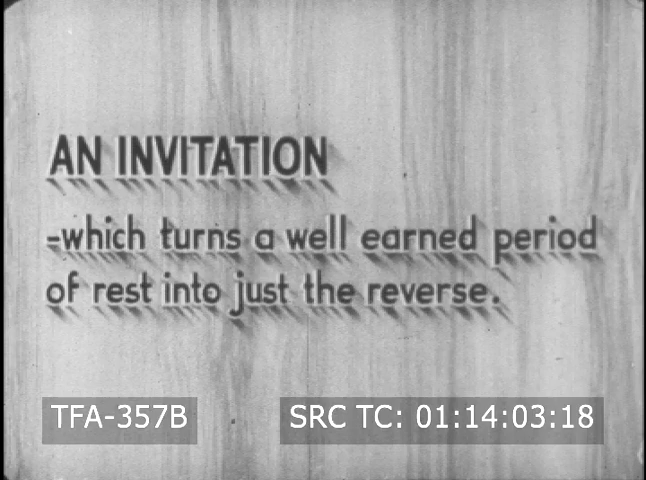 AN INVITATION
-which turns a well earned period
of rest into just the reverse.
TFA-357B
SRC TC: 01:14:03:18